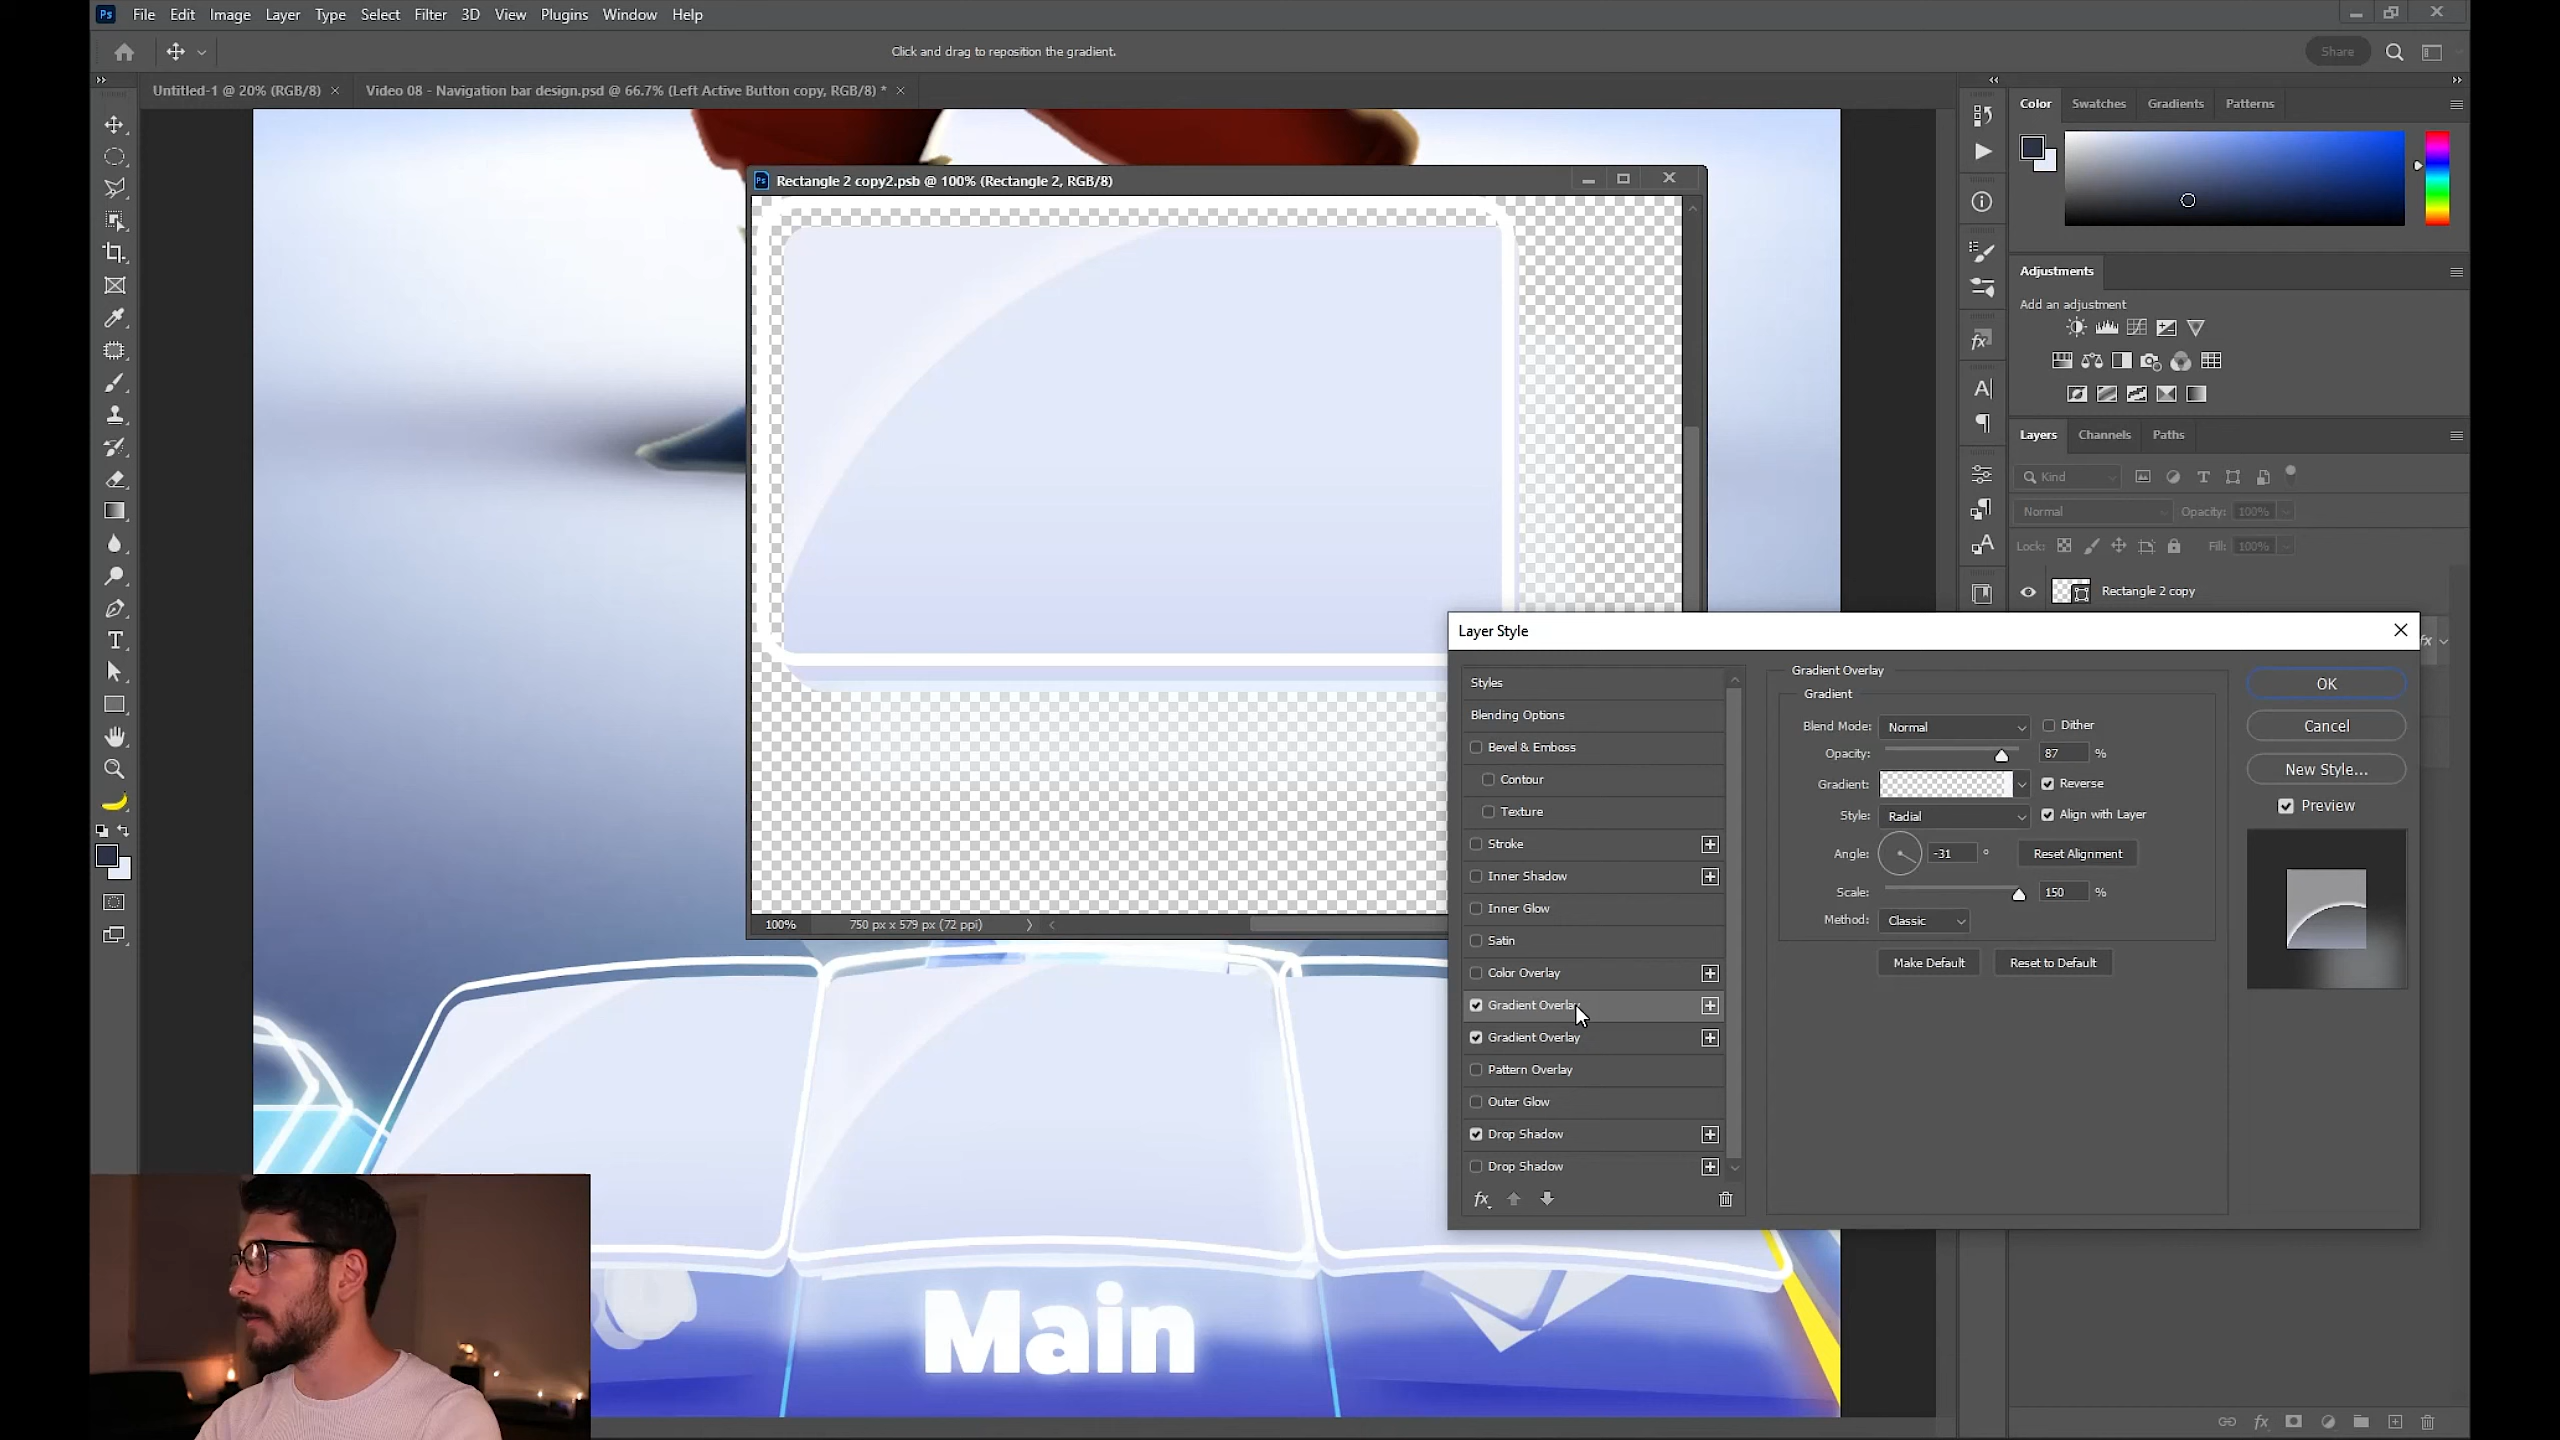 Ps File Edit Image Layer Type Select Filter 3D View Plugins Window Help
Click and drag to reposition the gradient.
Share
Untitled-1 @ 20% (RGB/8) ×
Video 08 - Navigation bar design.psd @ 66.7% (Left Active Button copy, RGB/8) * ×
Color Swatches Gradients Patterns
Ps Rectangle 2 copy2.psb @ 100% (Rectangle 2, RGB/8)
Adjustments
Add an adjustment
Layers Channels Paths
Kind
Normal Opacity: 100%
Lock: Fill: 100%
Rectangle 2 copy
fx
Layer Style
Styles
Blending Options
Bevel & Emboss
Contour
Texture
Stroke
Inner Shadow
Inner Glow
Satin
Color Overlay
Gradient Overlay
Gradient Overlay
Pattern Overlay
Outer Glow
Drop Shadow
Drop Shadow
fx
Gradient Overlay
Gradient
Blend Mode: Normal Dither
Opacity: 87 %
Gradient: Reverse
Style: Radial Align with Layer
Angle: -31 ° Reset Alignment
Scale: 150 %
Method: Classic
Make Default Reset to Default
OK
Cancel
New Style...
Preview
100% 750 px x 579 px (72 ppi)
Main